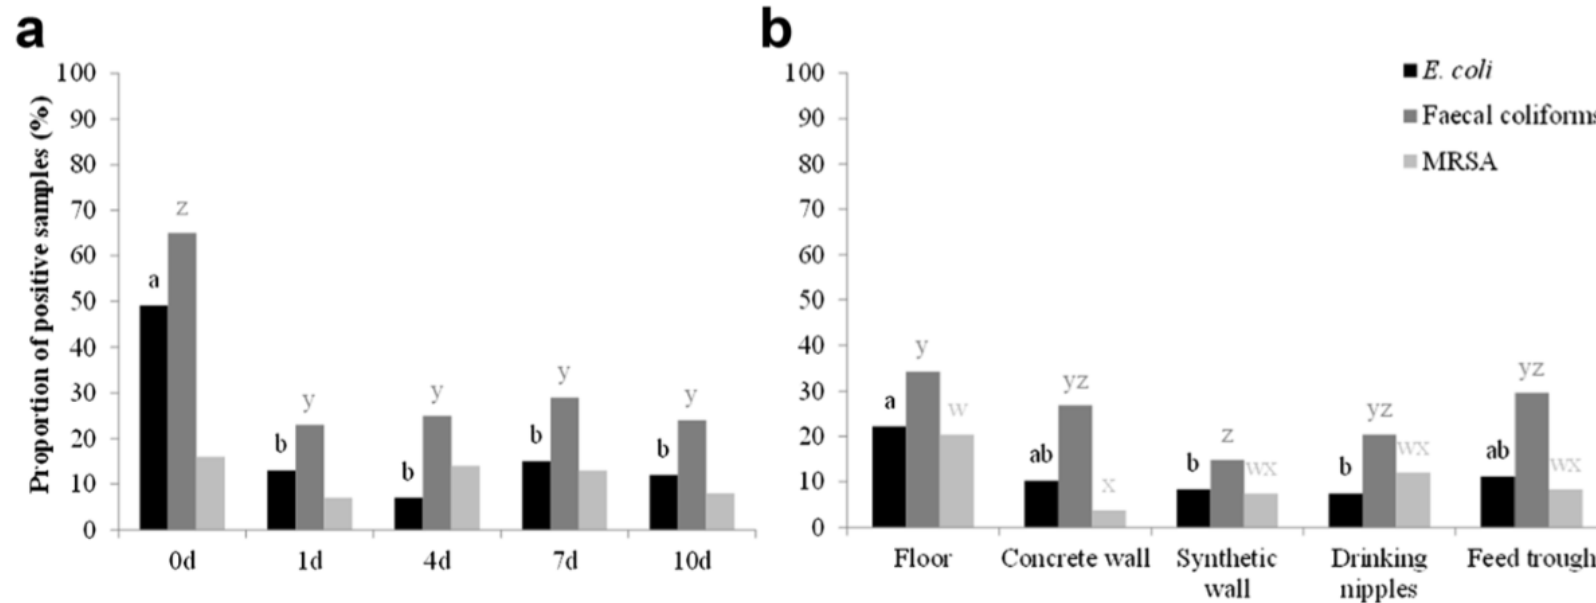 a
b
Proportion of positive samples (%)
100
90
80
70
60
50
40
30
20
10
0
a
z
b
y
b
y
b
y
b
y
0d
1d
4d
7d
10d
100
90
80
70
60
50
40
30
20
10
0
E. coli
Faecal coliforms
MRSA
a
y
w
ab
yz
x
b
z
wx
b
yz
wx
ab
yz
wx
Floor
Concrete wall
Synthetic
wall
Drinking
nipples
Feed trough